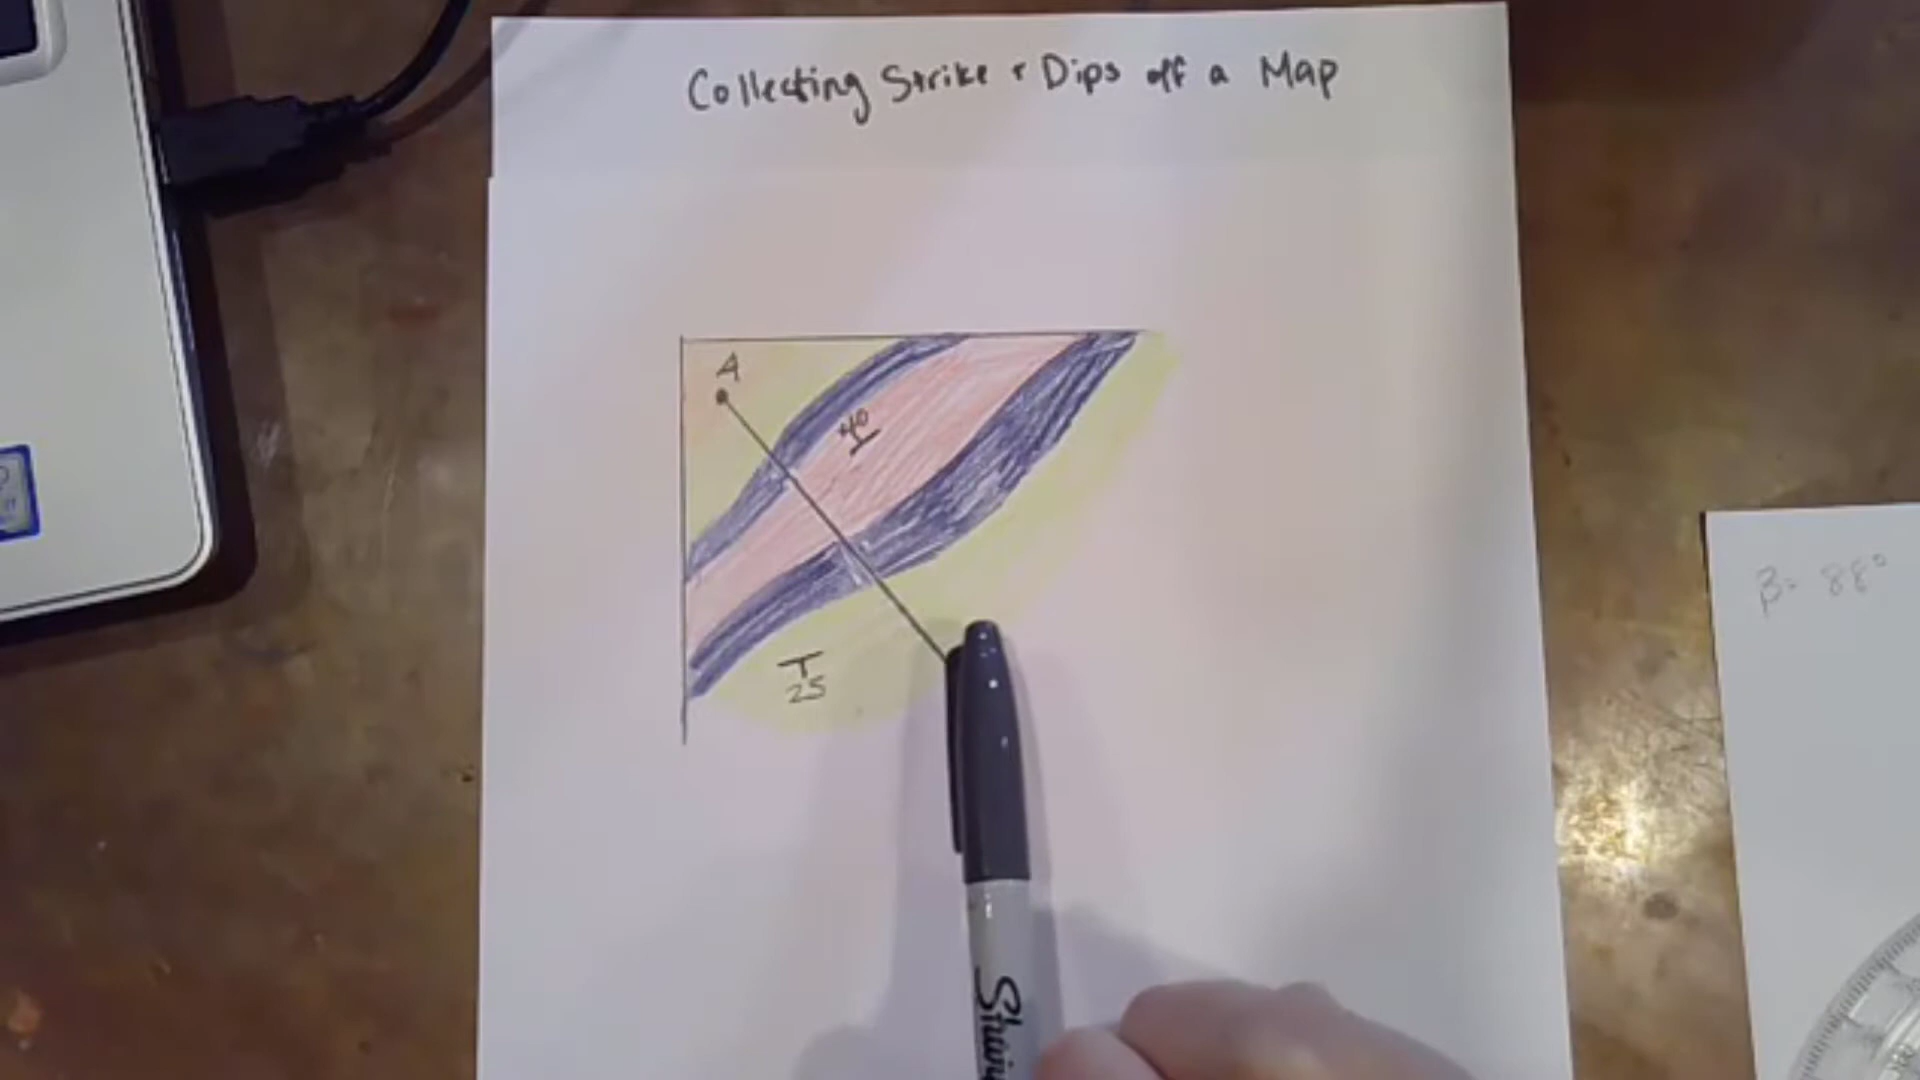 Collecting Strike + Dips off a Map
A
40
25
β= 88°
Sharpie